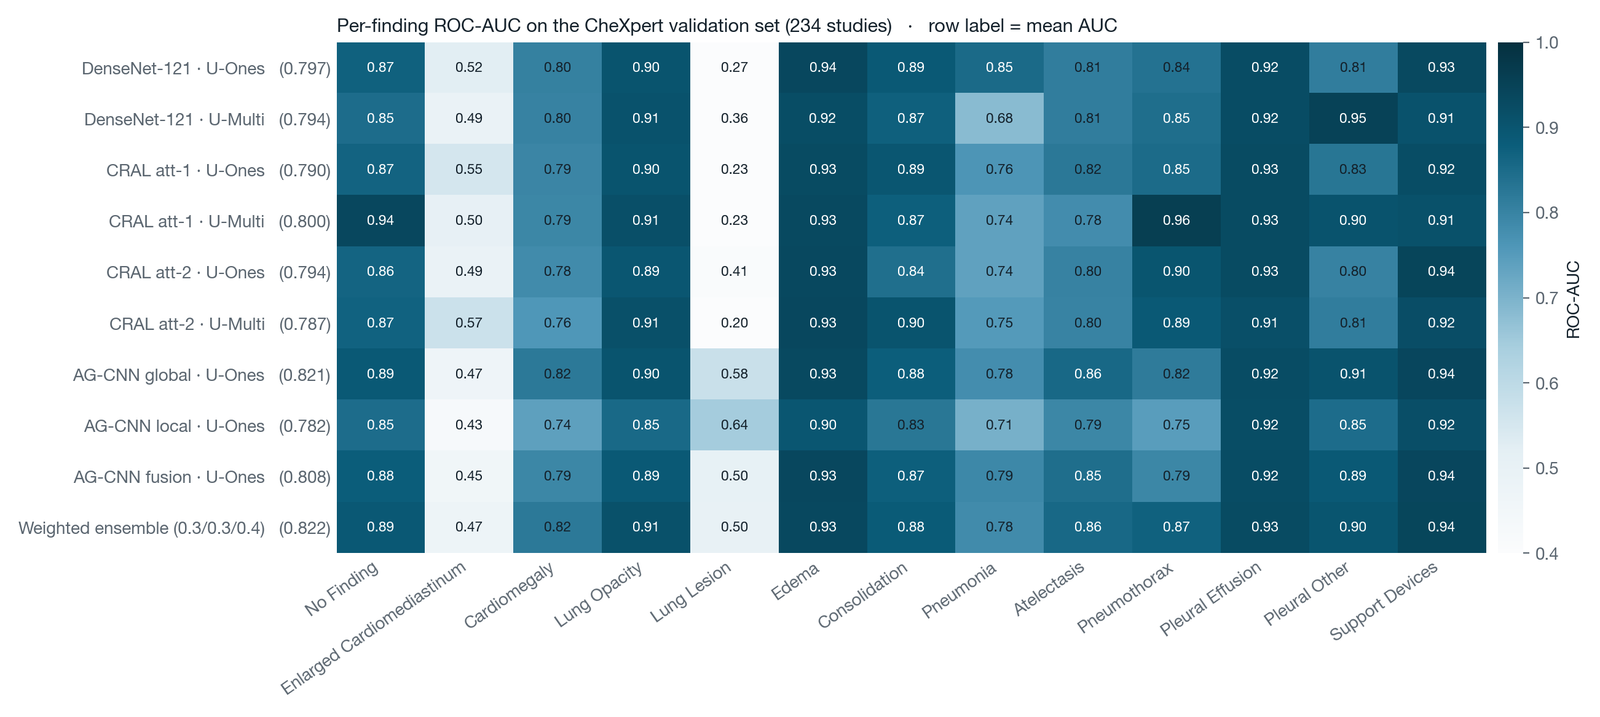 Per-finding ROC-AUC on the CheXpert validation set (234 studies) · row label = mean AUC
DenseNet-121 · U-Ones (0.797) 0.87 0.52 0.80 0.90 0.27 0.94 0.89 0.85 0.81 0.84 0.92 0.81 0.93
DenseNet-121 · U-Multi (0.794) 0.85 0.49 0.80 0.91 0.36 0.92 0.87 0.68 0.81 0.85 0.92 0.95 0.91
CRAL att-1 · U-Ones (0.790) 0.87 0.55 0.79 0.90 0.23 0.93 0.89 0.76 0.82 0.85 0.93 0.83 0.92
CRAL att-1 · U-Multi (0.800) 0.94 0.50 0.79 0.91 0.23 0.93 0.87 0.74 0.78 0.96 0.93 0.90 0.91
CRAL att-2 · U-Ones (0.794) 0.86 0.49 0.78 0.89 0.41 0.93 0.84 0.74 0.80 0.90 0.93 0.80 0.94
CRAL att-2 · U-Multi (0.787) 0.87 0.57 0.76 0.91 0.20 0.93 0.90 0.75 0.80 0.89 0.91 0.81 0.92
AG-CNN global · U-Ones (0.821) 0.89 0.47 0.82 0.90 0.58 0.93 0.88 0.78 0.86 0.82 0.92 0.91 0.94
AG-CNN local · U-Ones (0.782) 0.85 0.43 0.74 0.85 0.64 0.90 0.83 0.71 0.79 0.75 0.92 0.85 0.92
AG-CNN fusion · U-Ones (0.808) 0.88 0.45 0.79 0.89 0.50 0.93 0.87 0.79 0.85 0.79 0.92 0.89 0.94
Weighted ensemble (0.3/0.3/0.4) (0.822) 0.89 0.47 0.82 0.91 0.50 0.93 0.88 0.78 0.86 0.87 0.93 0.90 0.94
No Finding
Enlarged Cardiomediastinum
Cardiomegaly
Lung Opacity
Lung Lesion
Edema
Consolidation
Pneumonia
Atelectasis
Pneumothorax
Pleural Effusion
Pleural Other
Support Devices
1.0
0.9
0.8
0.7
0.6
0.5
0.4
ROC-AUC